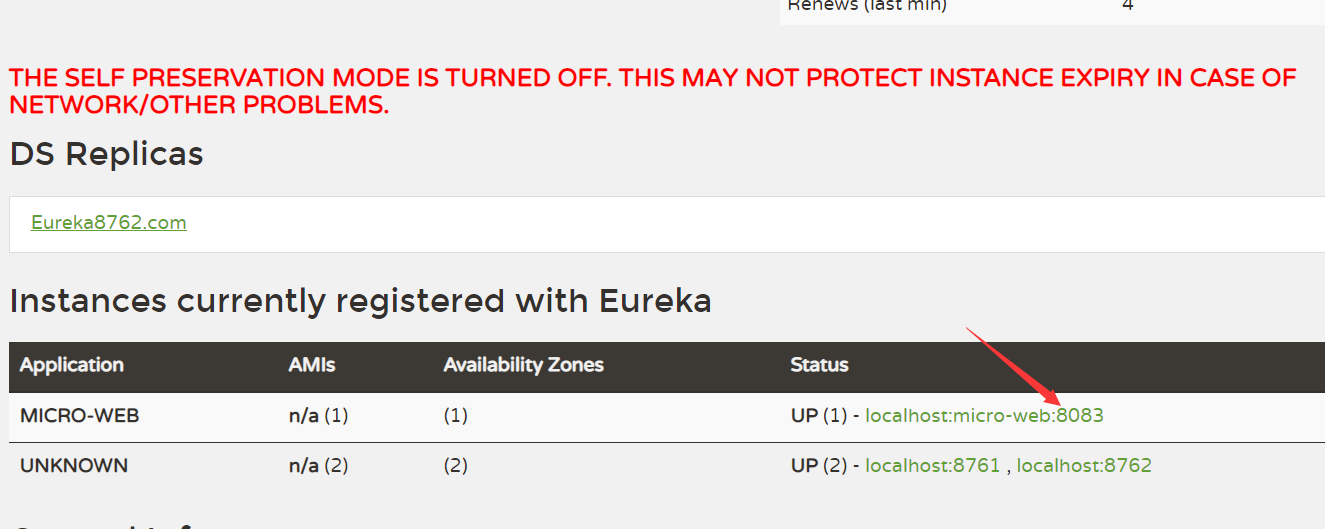 Renews (last min) 4
THE SELF PRESERVATION MODE IS TURNED OFF. THIS MAY NOT PROTECT INSTANCE EXPIRY IN CASE OF
NETWORK/OTHER PROBLEMS.
DS Replicas
Eureka8762.com
Instances currently registered with Eureka
Application AMIs Availability Zones Status
MICRO-WEB n/a (1) (1) UP (1) - localhost:micro-web:8083
UNKNOWN n/a (2) (2) UP (2) - localhost:8761 , localhost:8762